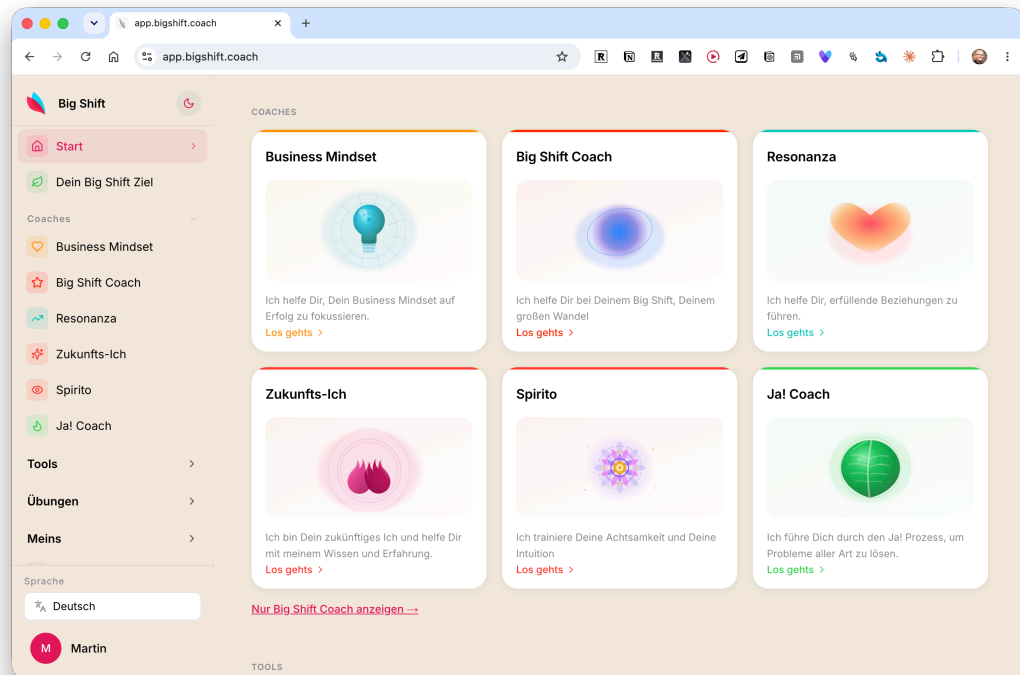 app.bigshift.coach
app.bigshift.coach
Big Shift
Start
Dein Big Shift Ziel
Coaches
Business Mindset
Big Shift Coach
Resonanza
Zukunfts-Ich
Spirito
Ja! Coach
Tools
Übungen
Meins
Sprache
Deutsch
M
Martin
COACHES
Business Mindset
Ich helfe Dir, Dein Business Mindset auf
Erfolg zu fokussieren.
Los gehts
Big Shift Coach
Ich helfe Dir bei Deinem Big Shift, Deinem
großen Wandel
Los gehts
Resonanza
Ich helfe Dir, erfüllende Beziehungen zu
führen.
Los gehts
Zukunfts-Ich
Ich bin Dein zukünftiges Ich und helfe Dir
mit meinem Wissen und Erfahrung.
Los gehts
Spirito
Ich trainiere Deine Achtsamkeit und Deine
Intuition
Los gehts
Ja! Coach
Ich führe Dich durch den Ja! Prozess, um
Probleme aller Art zu lösen.
Los gehts
Nur Big Shift Coach anzeigen →
TOOLS